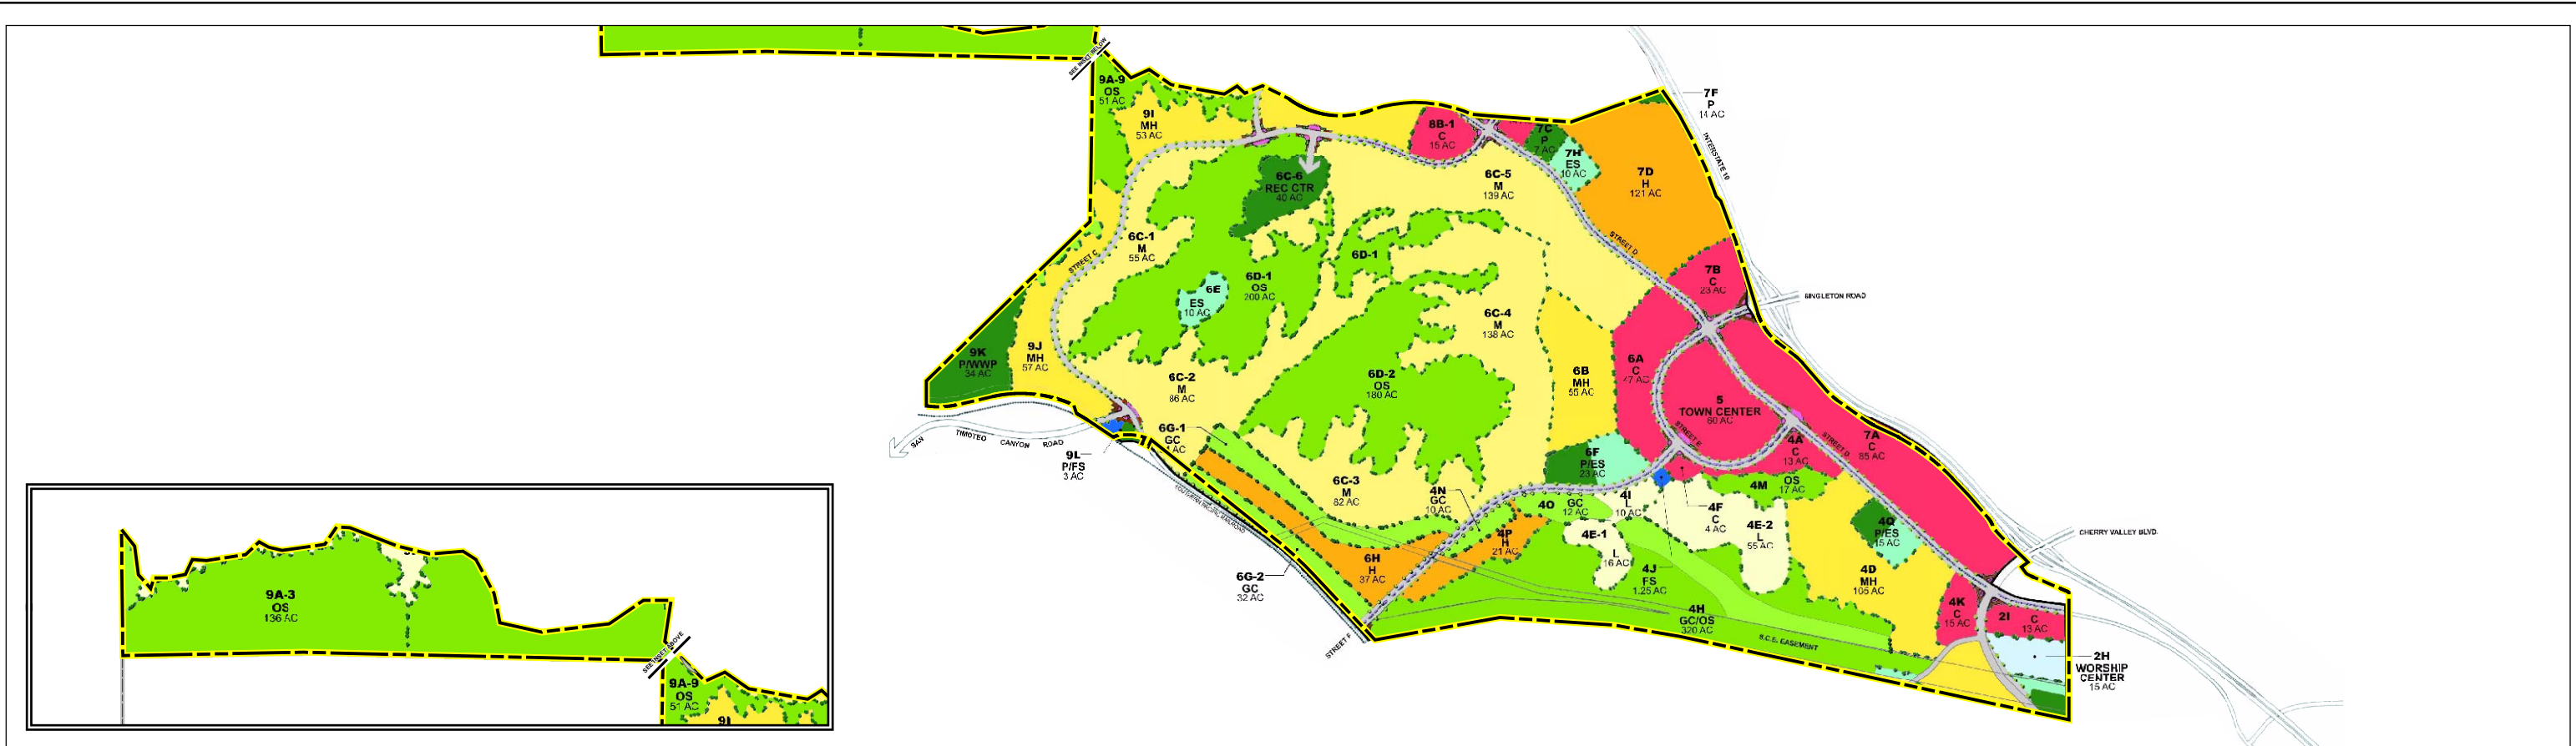 SEE INSET BELOW
9A-9
OS
51 AC
9I
MH
53 AC
8B-1
C
15 AC
7C
P
7 AC
7H
ES
10 AC
7F
P
14 AC
INTERSTATE 10
7D
H
121 AC
6C-6
REC CTR
40 AC
6C-5
M
139 AC
6C-1
M
55 AC
STREET C
STREET D
6D-1
6D-1
OS
200 AC
6E
ES
10 AC
7B
C
23 AC
SINGLETON ROAD
6C-4
M
138 AC
9K
P/WWP
34 AC
9J
MH
57 AC
6C-2
M
86 AC
6D-2
OS
180 AC
6B
MH
55 AC
6A
C
47 AC
5
TOWN CENTER
60 AC
SAN TIMOTEO CANYON ROAD
6G-1
GC
9L
P/FS
3 AC
STREET E
4A
C
13 AC
STREET D
7A
C
85 AC
6F
P/ES
23 AC
6C-3
M
82 AC
4N
GC
10 AC
4O
GC
12 AC
4I
L
10 AC
4M
OS
17 AC
4F
C
4 AC
4E-2
L
55 AC
4Q
P/ES
15 AC
SOUTHERN PACIFIC RAILROAD
4E-1
L
16 AC
4P
H
21 AC
6H
H
37 AC
6G-2
GC
32 AC
4J
FS
1.25 AC
4D
MH
105 AC
CHERRY VALLEY BLVD.
4H
GC/OS
320 AC
4K
C
15 AC
2I
C
13 AC
STREET F
S.C.E. EASEMENT
2H
WORSHIP
CENTER
15 AC
9A-3
OS
136 AC
SEE INSET ABOVE
9A-9
OS
51 AC
9I